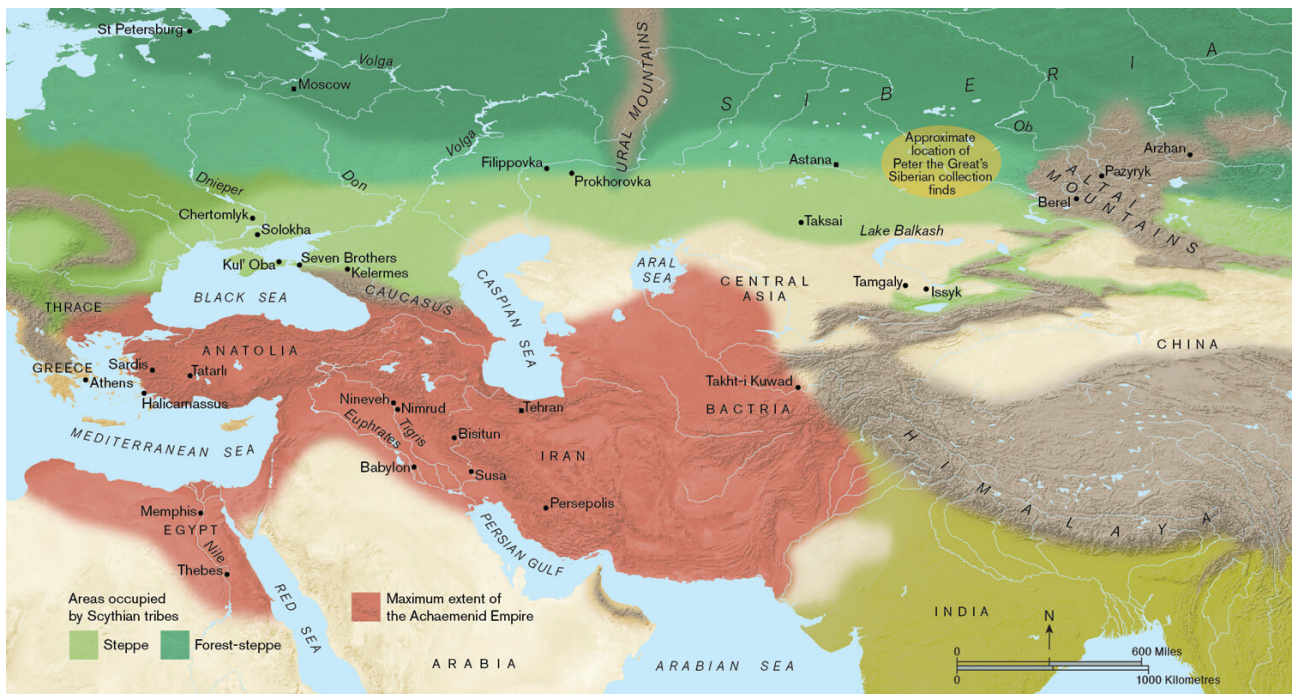 St Petersburg
Volga
Moscow
URAL MOUNTAINS
SIBERIA
Volga
Ob
Approximate
location of
Peter the Great's
Siberian collection
finds
Arzhan
Filippovka
Prokhorovka
Astana
Pazyryk
ALTAI
MOUNTAINS
Berel
Dnieper
Don
Chertomlyk
Solokha
Taksai
Lake Balkash
Kul' Oba
Seven Brothers
Kelermes
ARAL
SEA
CENTRAL
ASIA
Tamgaly
Issyk
BLACK SEA
CAUCASUS
CASPIAN SEA
THRACE
CHINA
ANATOLIA
GREECE
Sardis
Tatarlı
Athens
Halicarnassus
Takht-i Kuwad
BACTRIA
Nineveh
Nimrud
Tehran
Tigris
Euphrates
Bisitun
MEDITERRANEAN SEA
IRAN
HIMALAYA
Babylon
Susa
Persepolis
Memphis
EGYPT
Nile
PERSIAN GULF
Thebes
RED SEA
Areas occupied
by Scythian tribes
Steppe
Forest-steppe
Maximum extent of
the Achaemenid Empire
INDIA
N
ARABIA
ARABIAN SEA
0 600 Miles
0 1000 Kilometres